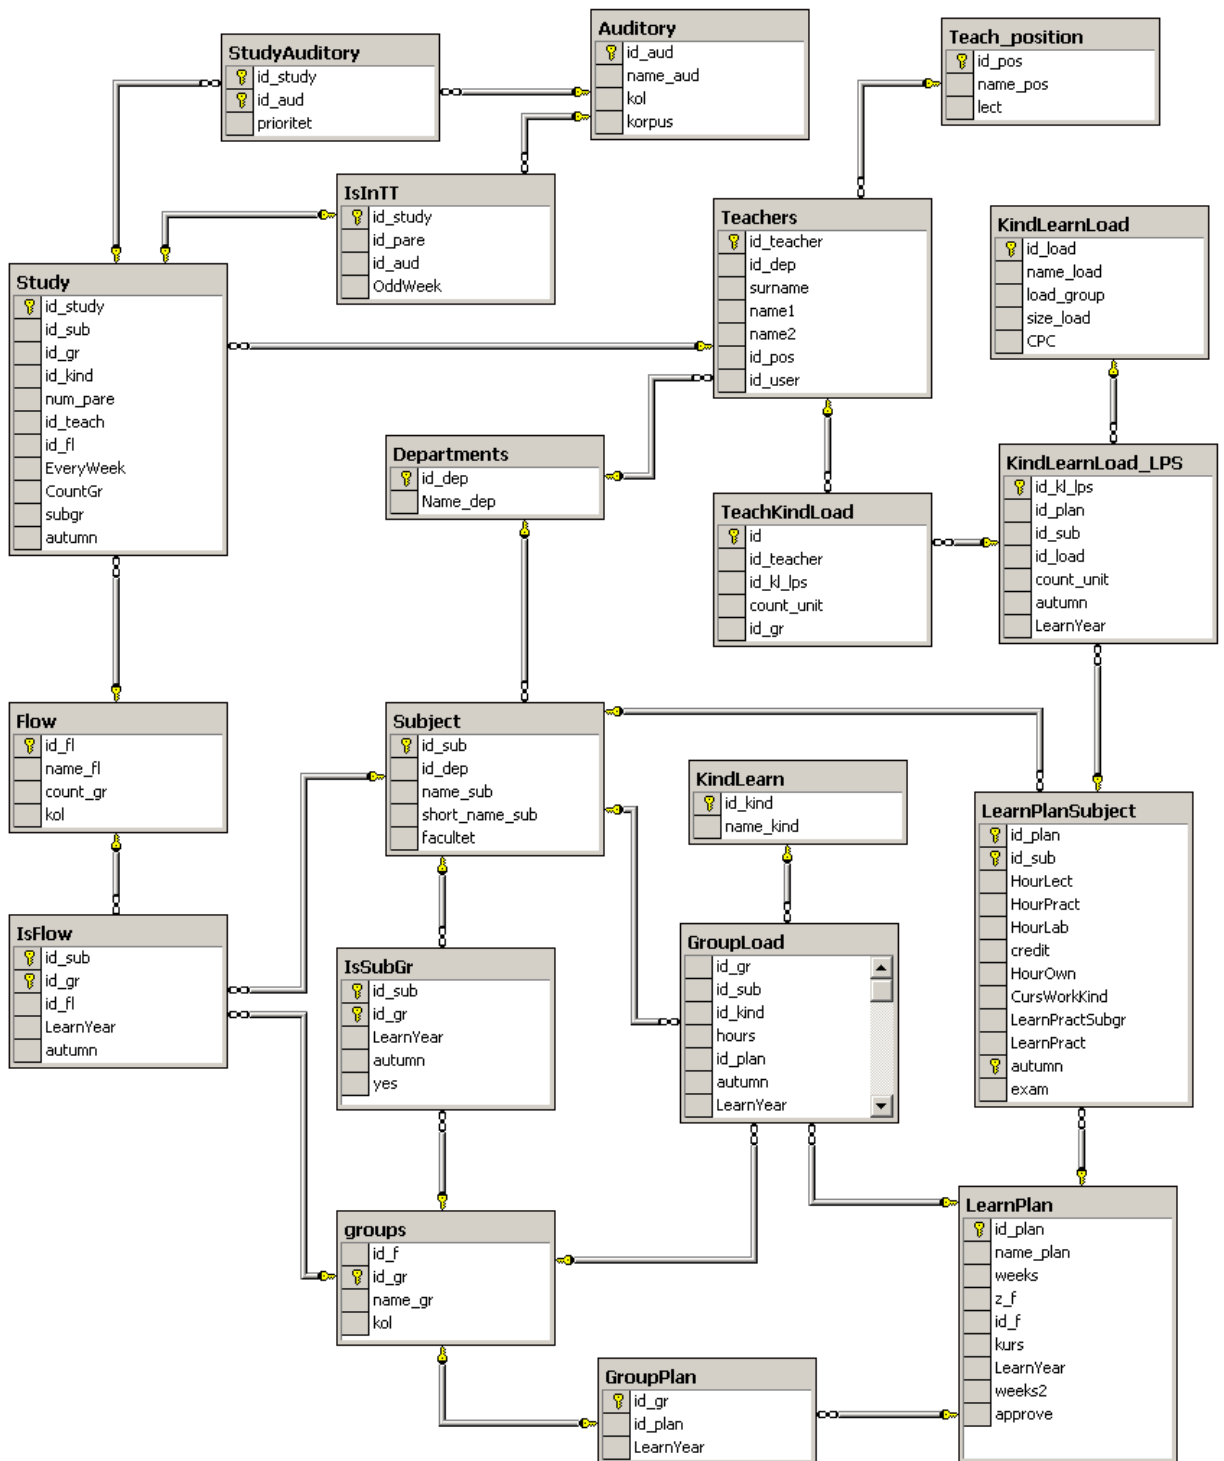 StudyAuditory
id_study
id_aud
prioritet
Auditory
id_aud
name_aud
kol
korpus
Teach_position
id_pos
name_pos
lect
IsInTT
id_study
id_pare
id_aud
OddWeek
Teachers
id_teacher
id_dep
surname
name1
name2
id_pos
id_user
KindLearnLoad
id_load
name_load
load_group
size_load
CPC
Study
id_study
id_sub
id_gr
id_kind
num_pare
id_teach
id_fl
EveryWeek
CountGr
subgr
autumn
Departments
id_dep
Name_dep
TeachKindLoad
id
id_teacher
id_kl_lps
count_unit
id_gr
KindLearnLoad_LPS
id_kl_lps
id_plan
id_sub
id_load
count_unit
autumn
LearnYear
Flow
id_fl
name_fl
count_gr
kol
Subject
id_sub
id_dep
name_sub
short_name_sub
facultet
KindLearn
id_kind
name_kind
LearnPlanSubject
id_plan
id_sub
HourLect
HourPract
HourLab
credit
HourOwn
CursWorkKind
LearnPractSubgr
LearnPract
autumn
exam
IsFlow
id_sub
id_gr
id_fl
LearnYear
autumn
IsSubGr
id_sub
id_gr
LearnYear
autumn
yes
GroupLoad
id_gr
id_sub
id_kind
hours
id_plan
autumn
LearnYear
groups
id_f
id_gr
name_gr
kol
LearnPlan
id_plan
name_plan
weeks
z_f
id_f
kurs
LearnYear
weeks2
approve
GroupPlan
id_gr
id_plan
LearnYear